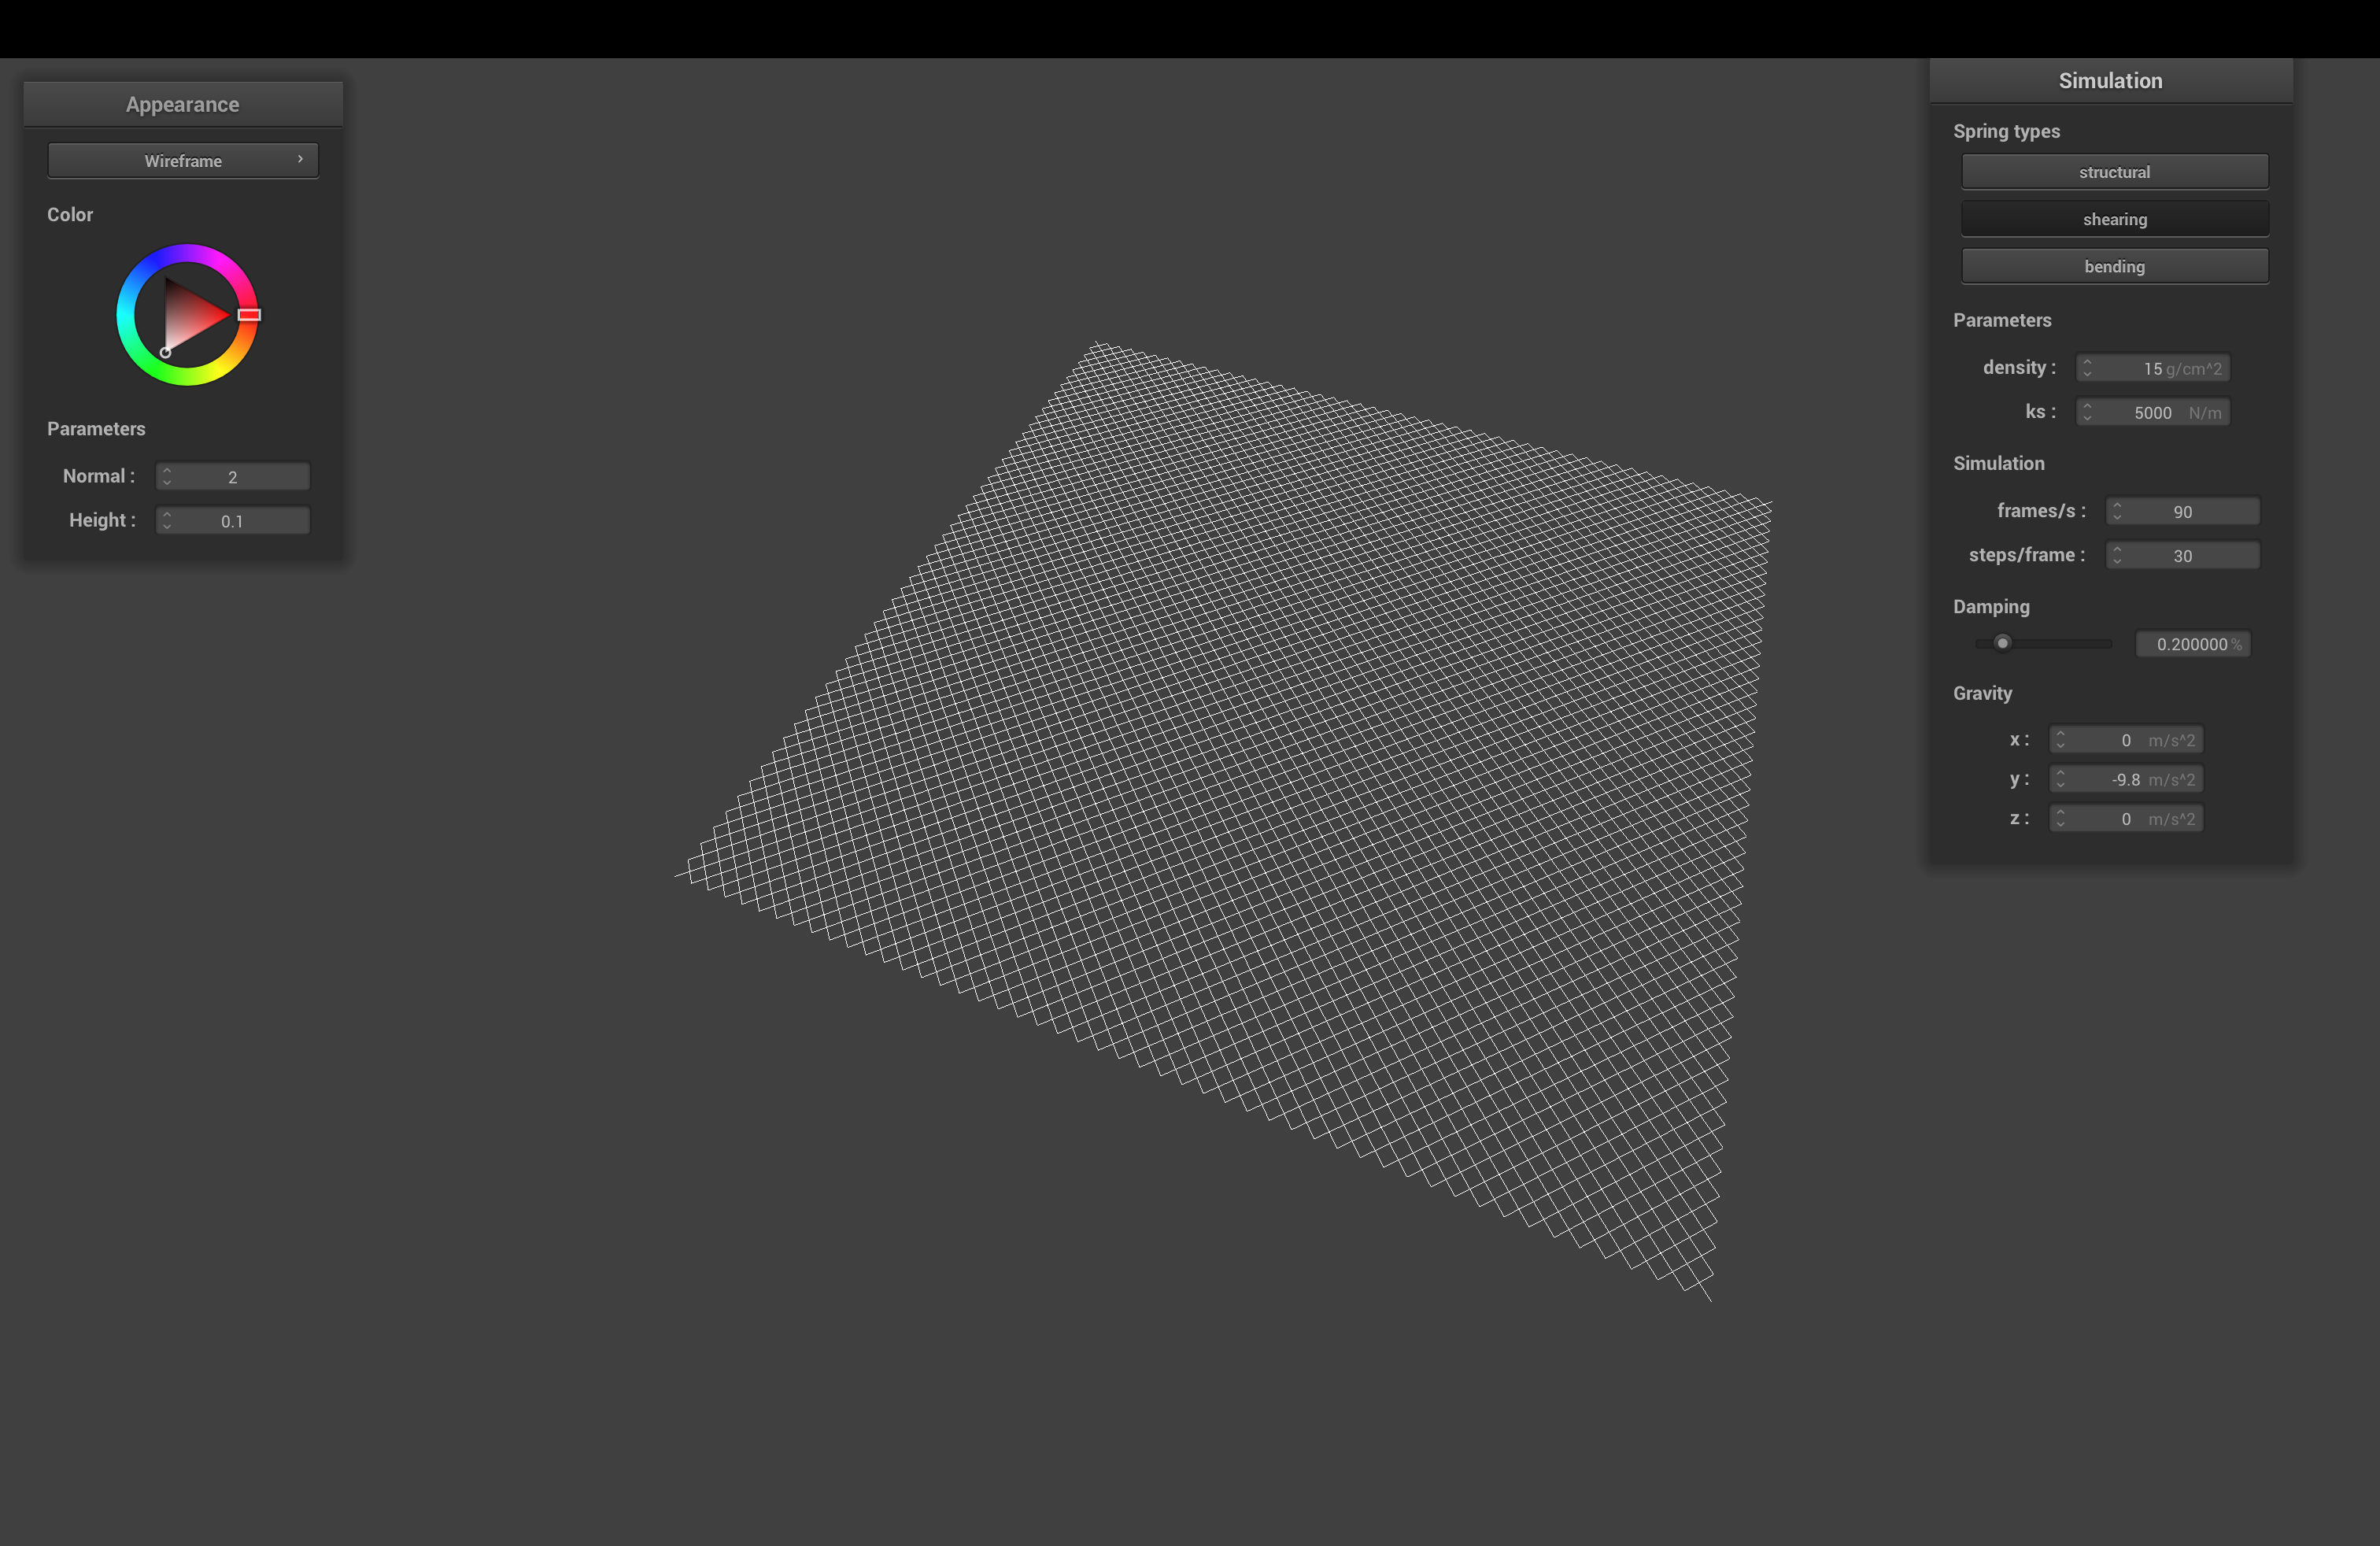 Appearance
Wireframe
Color
Parameters
Normal : 2
Height : 0.1
Simulation
Spring types
structural
shearing
bending
Parameters
density : 15 g/cm^2
ks : 5000 N/m
Simulation
frames/s : 90
steps/frame : 30
Damping
0.200000 %
Gravity
x : 0 m/s^2
y : -9.8 m/s^2
z : 0 m/s^2